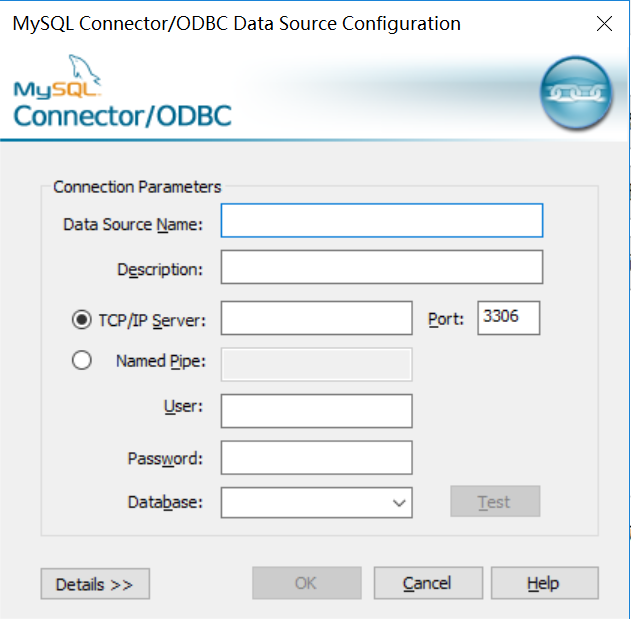 MySQL Connector/ODBC Data Source Configuration
MySQL
Connector/ODBC
Connection Parameters
Data Source Name:
Description:
TCP/IP Server:
Port: 3306
Named Pipe:
User:
Password:
Database:
Test
Details >>
OK
Cancel
Help